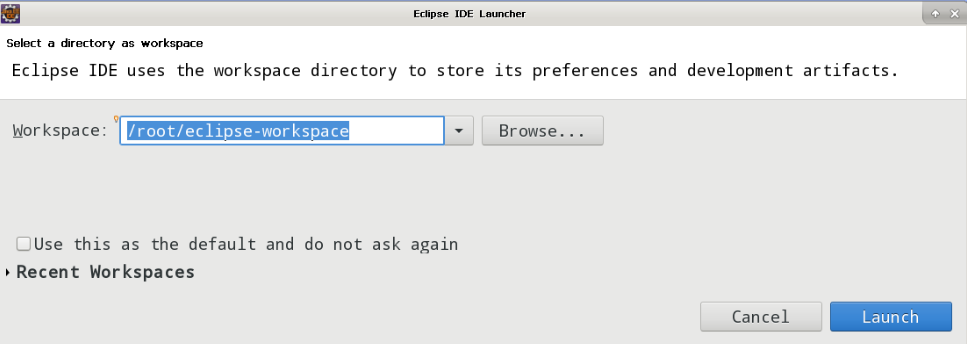 Eclipse IDE Launcher
Select a directory as workspace
Eclipse IDE uses the workspace directory to store its preferences and development artifacts.
Workspace: /root/eclipse-workspace Browse...
Use this as the default and do not ask again
Recent Workspaces
Cancel Launch